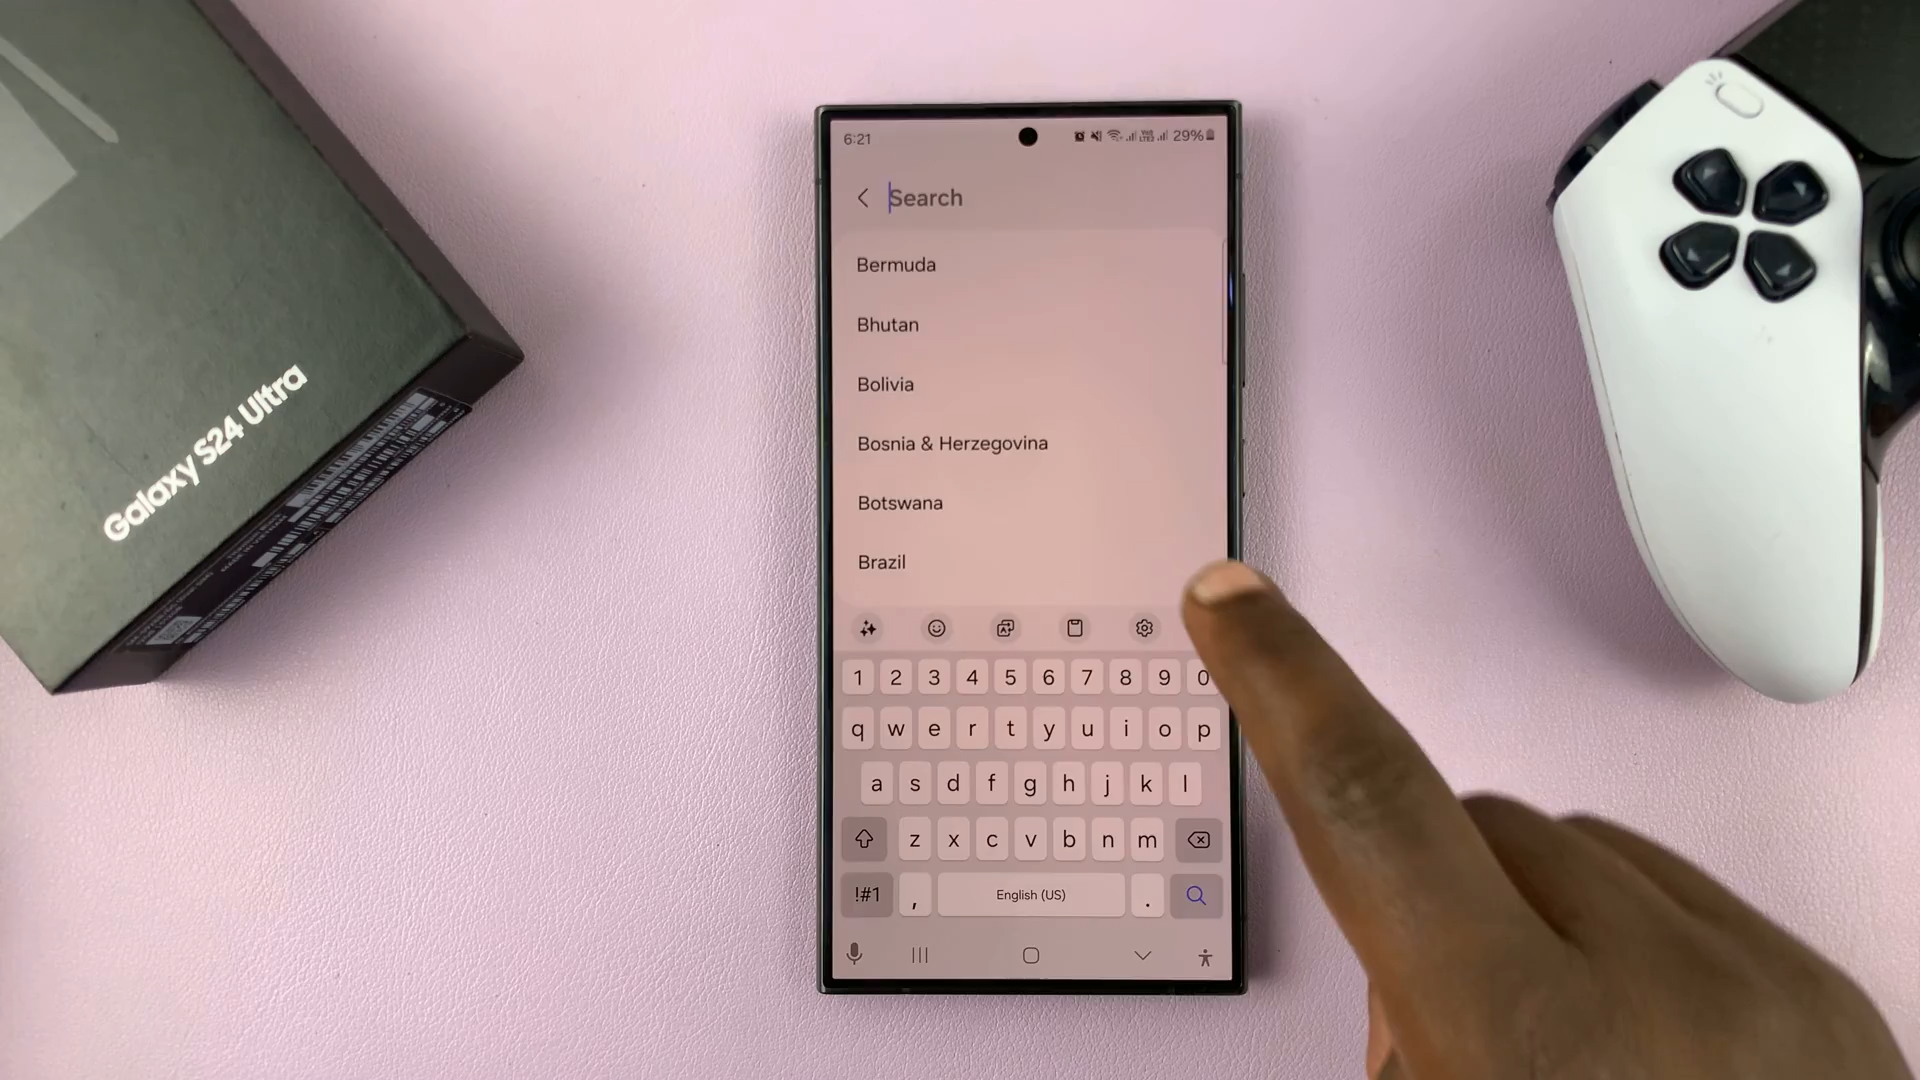 Galaxy S24 Ultra
6:21
29%
Search
Bermuda
Bhutan
Bolivia
Bosnia & Herzegovina
Botswana
Brazil
1 2 3 4 5 6 7 8 9 0
q w e r t y u i o p
a s d f g h j k l
z x c v b n m
!#1 , English (US) .